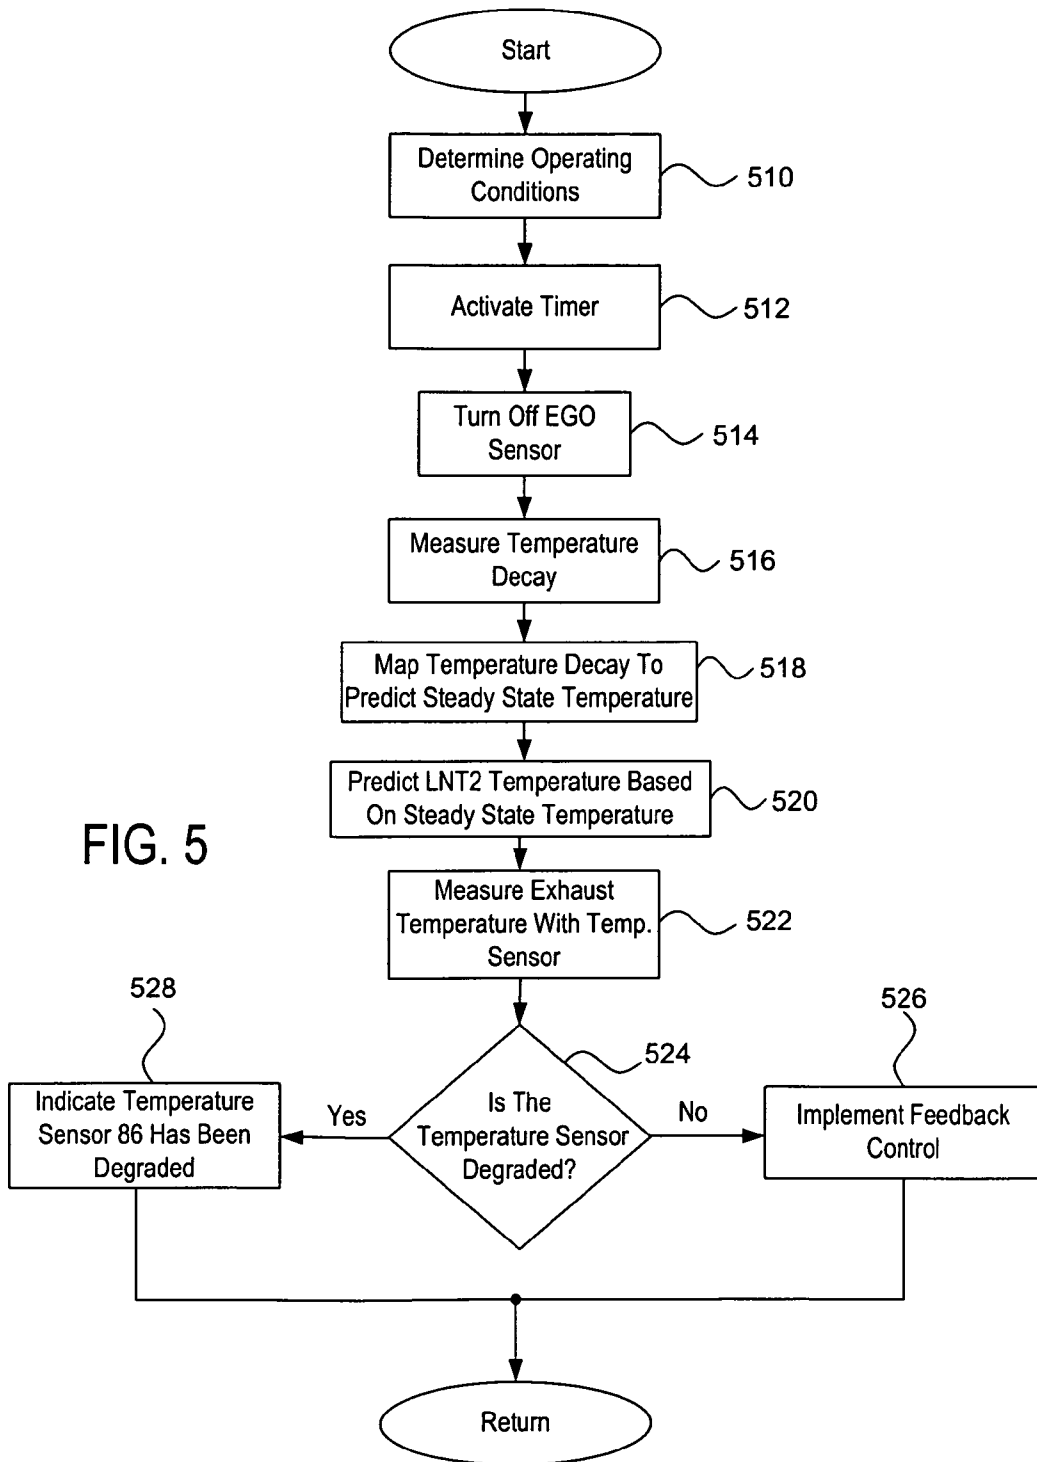 Start
Determine Operating
Conditions
510
Activate Timer
512
Turn Off EGO
Sensor
514
Measure Temperature
Decay
516
Map Temperature Decay To
Predict Steady State Temperature
518
Predict LNT2 Temperature Based
On Steady State Temperature
520
FIG. 5
Measure Exhaust
Temperature With Temp.
Sensor
522
528
526
524
Indicate Temperature
Sensor 86 Has Been
Degraded
Yes
Is The
Temperature Sensor
Degraded?
No
Implement Feedback
Control
Return